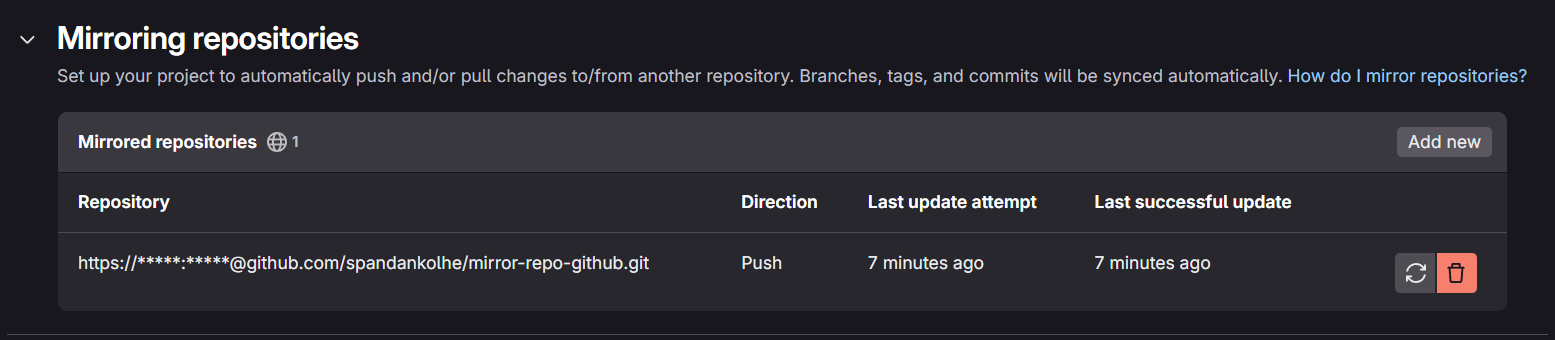 Mirroring repositories
Set up your project to automatically push and/or pull changes to/from another repository. Branches, tags, and commits will be synced automatically. How do I mirror repositories?
Mirrored repositories 1
Add new
Repository Direction Last update attempt Last successful update
https://*****:*****@github.com/spandankolhe/mirror-repo-github.git Push 7 minutes ago 7 minutes ago